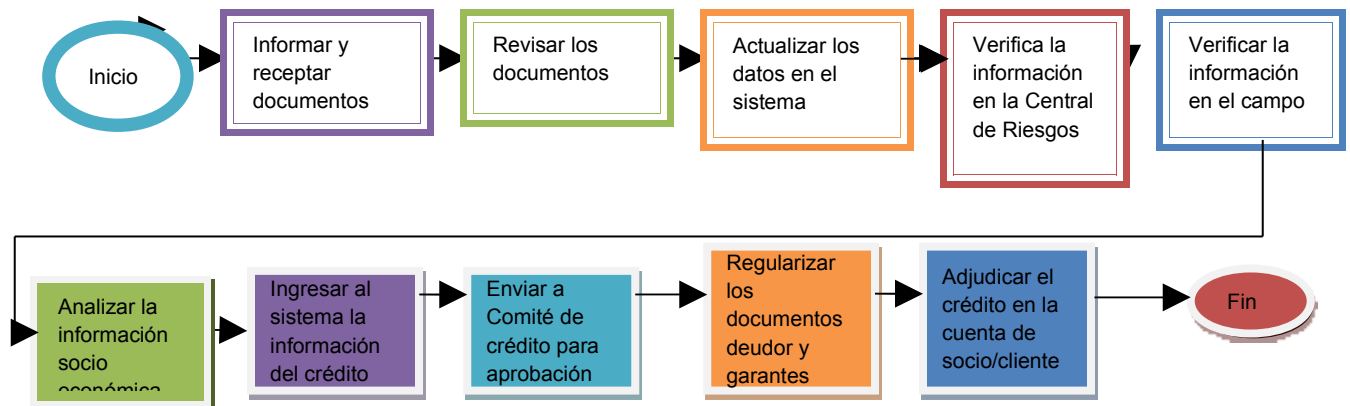 Inicio
Informar y
receptar
documentos
Revisar los
documentos
Actualizar los
datos en el
sistema
Verifica la
información
en la Central
de Riesgos
Verificar la
información
en el campo
Analizar la
información
socio
económica
Ingresar al
sistema la
información
del crédito
Enviar a
Comité de
crédito para
aprobación
Regularizar
los
documentos
deudor y
garantes
Adjudicar el
crédito en la
cuenta de
socio/cliente
Fin